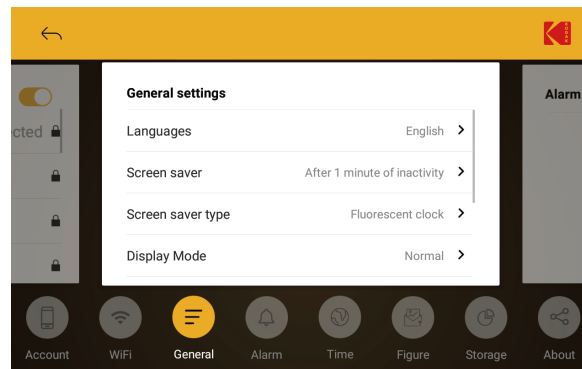 KODAK
General settings
Alarm
Languages English
cted
Screen saver After 1 minute of inactivity
Screen saver type Fluorescent clock
Display Mode Normal
Account WiFi General Alarm Time Figure Storage About